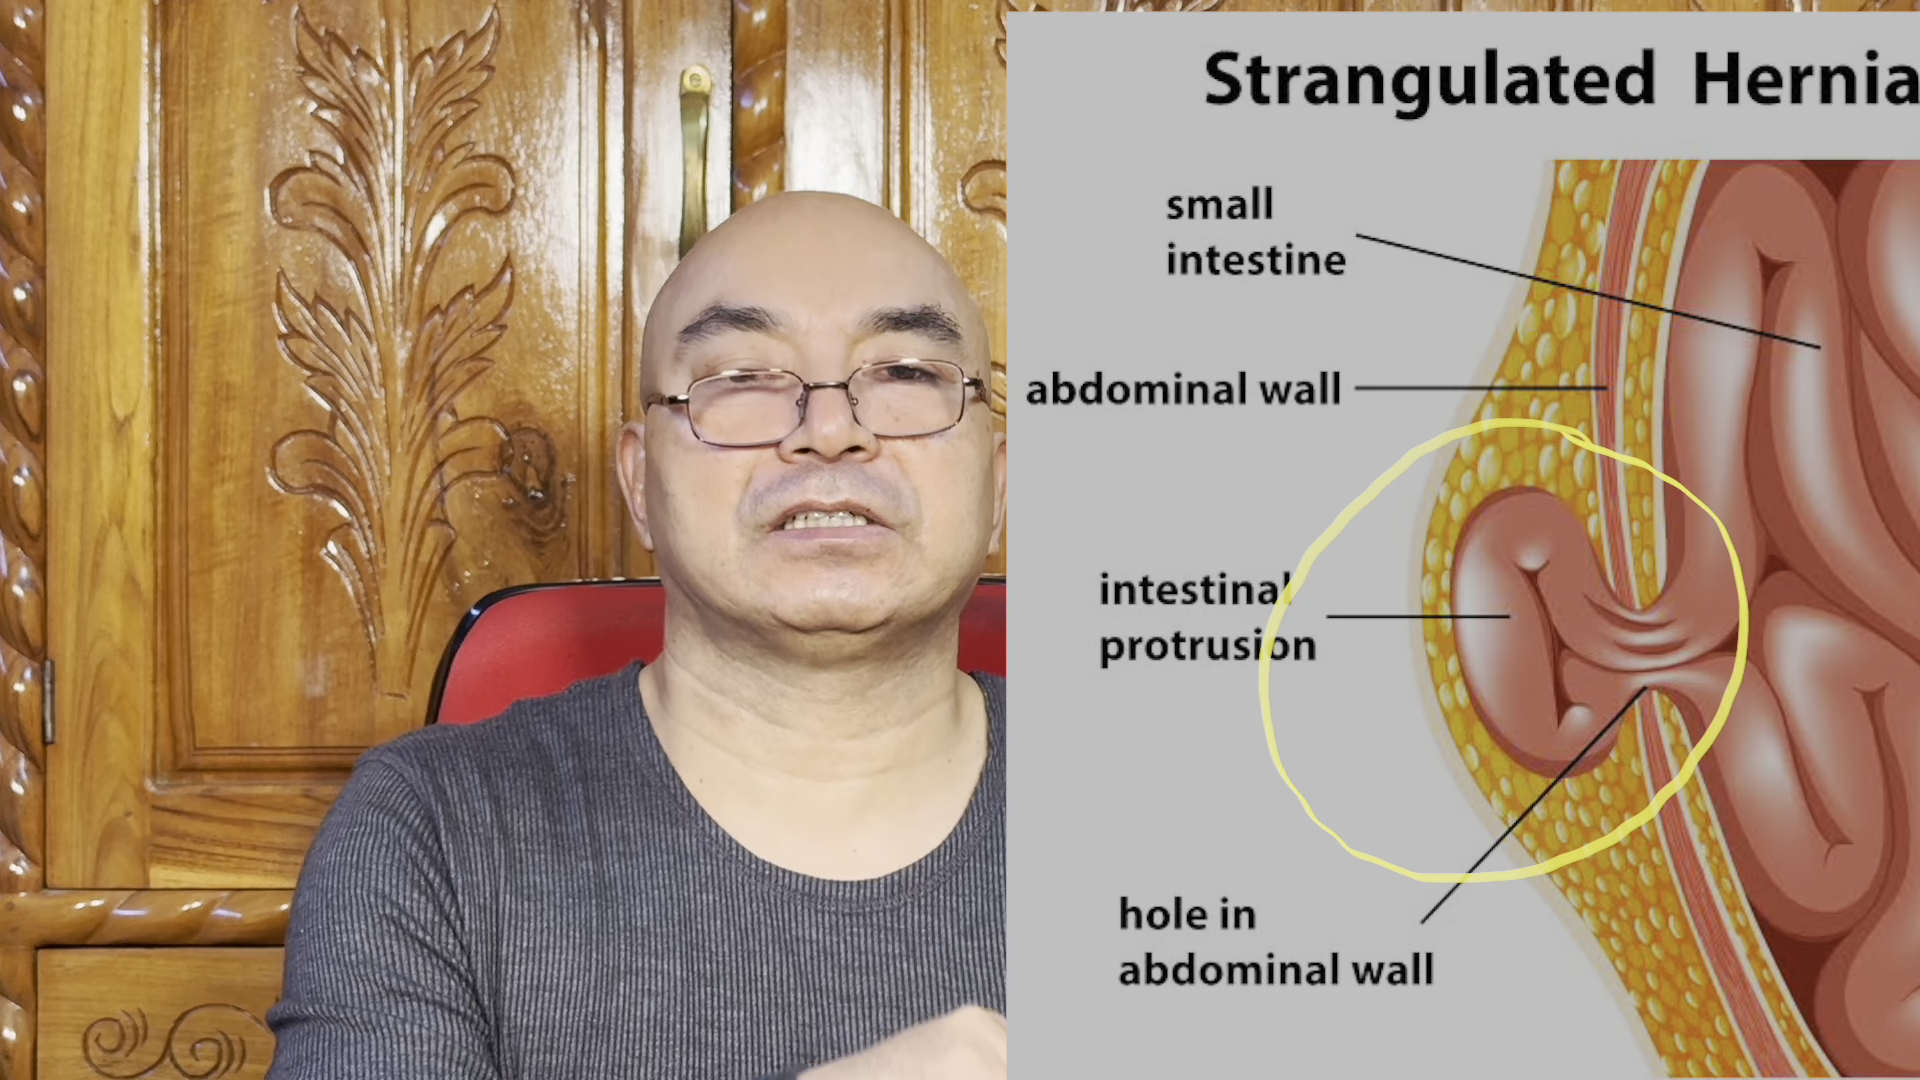 Strangulated Hernia
small
intestine
abdominal wall
intestinal
protrusion
hole in
abdominal wall